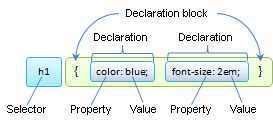 Declaration block
Declaration Declaration
h1 { color: blue; font-size: 2em; }
Selector Property Value Property Value